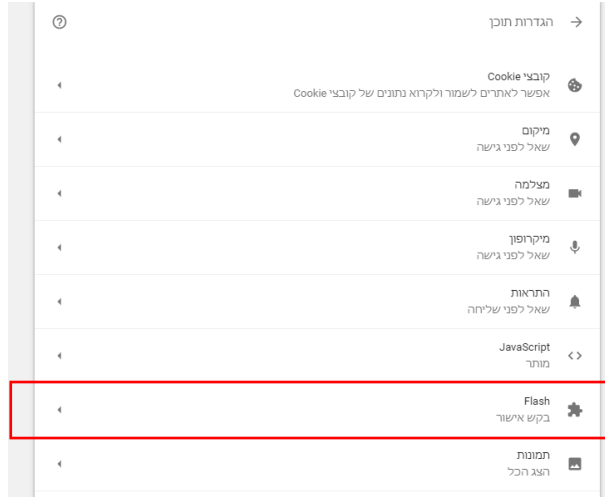 הגדרות תוכן
קובצי Cookie
אפשר לאתרים לשמור ולקרוא נתונים של קובצי Cookie
מיקום
שאל לפני גישה
מצלמה
שאל לפני גישה
מיקרופון
שאל לפני גישה
התראות
שאל לפני שליחה
JavaScript
מותר
Flash
בקש אישור
תמונות
הצג הכל